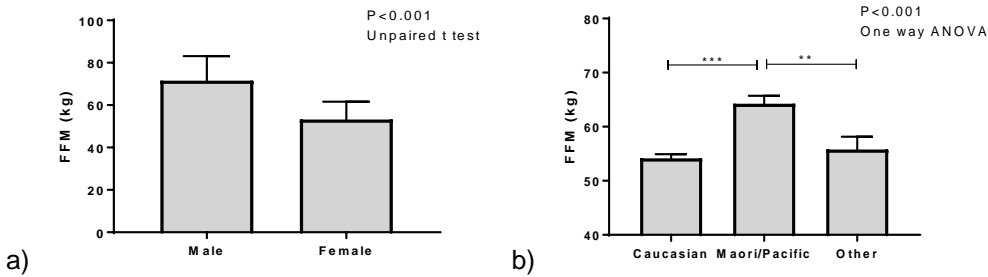 P<0.001
Unpaired t test
FFM (kg)
100
80
60
40
20
0
Male Female
a)
P<0.001
One way ANOVA
*** **
FFM (kg)
80
70
60
50
40
Caucasian Maori/Pacific Other
b)